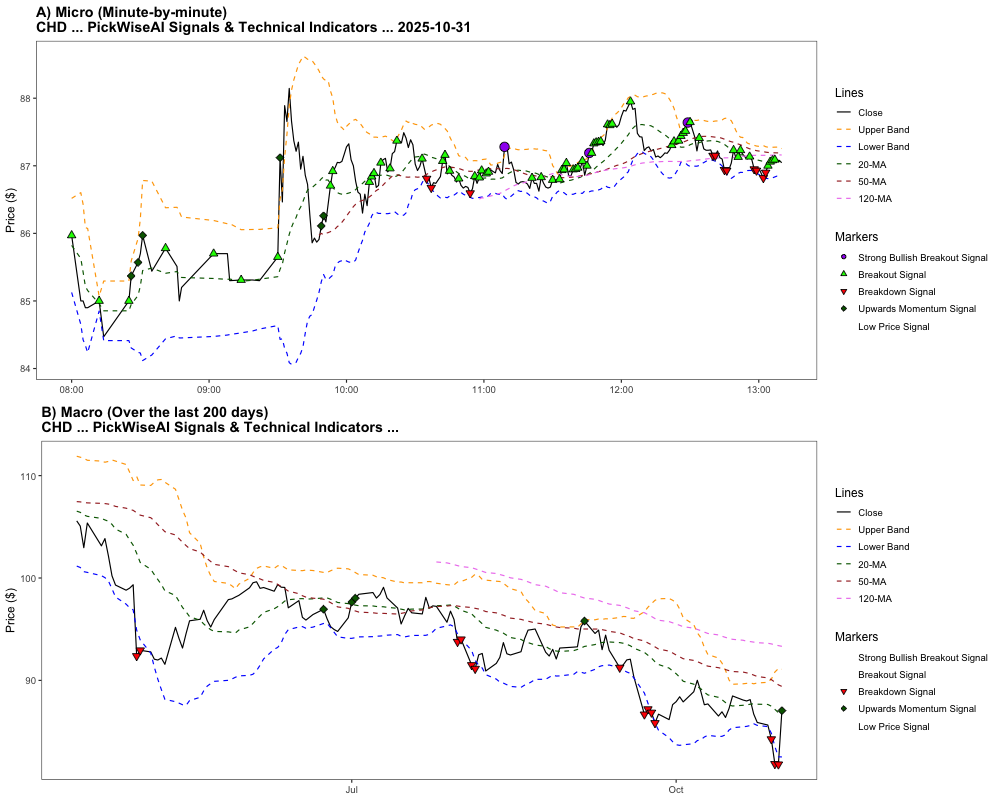 A) Micro (Minute-by-minute)
CHD ... PickWiseAI Signals & Technical Indicators ... 2025-10-31
Price ($)
88
87
86
85
84
08:00
09:00
10:00
11:00
12:00
13:00
Lines
Close
Upper Band
Lower Band
20-MA
50-MA
120-MA
Markers
Strong Bullish Breakout Signal
Breakout Signal
Breakdown Signal
Upwards Momentum Signal
Low Price Signal
B) Macro (Over the last 200 days)
CHD ... PickWiseAI Signals & Technical Indicators ...
Price ($)
110
100
90
Jul
Oct
Lines
Close
Upper Band
Lower Band
20-MA
50-MA
120-MA
Markers
Strong Bullish Breakout Signal
Breakout Signal
Breakdown Signal
Upwards Momentum Signal
Low Price Signal